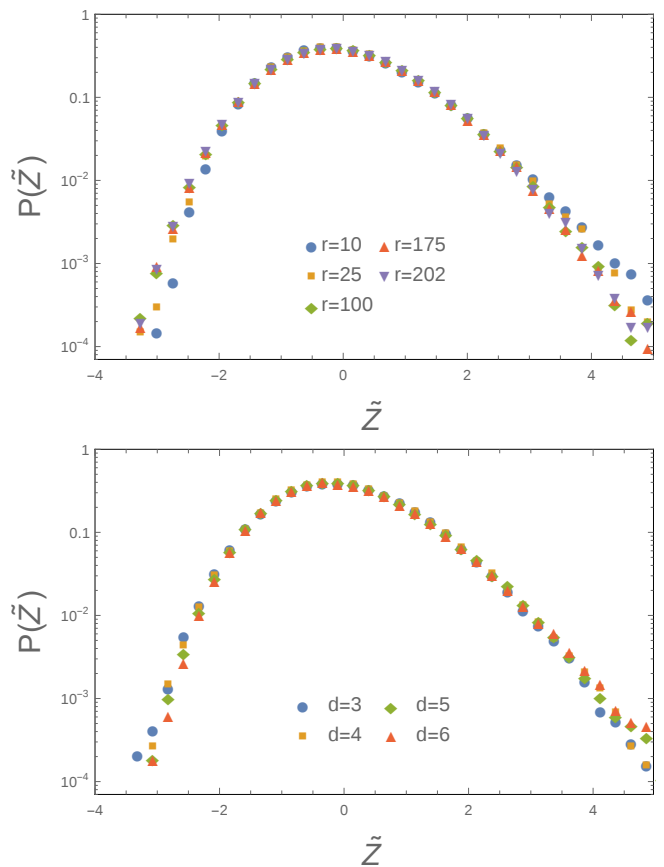 1
0.1
10⁻²
10⁻³
10⁻⁴
P(Z̃)
r=10 r=175
r=25 r=202
r=100
-4 -2 0 2 4
Z̃
1
0.1
10⁻²
10⁻³
10⁻⁴
P(Z̃)
d=3 d=5
d=4 d=6
-4 -2 0 2 4
Z̃